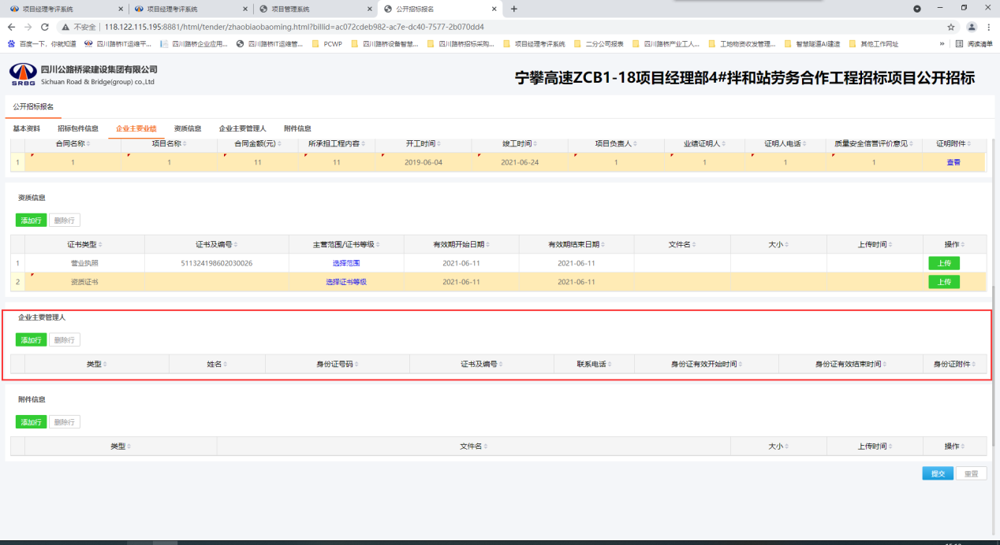 项目经理考评系统
项目经理考评系统
项目管理系统
公开招标报名
不安全 118.122.115.195:8881/html/tender/zhaobiaobaoming.html?billid=ac072cdeb982-ac7e-dc40-7577-2b070dd4
百度一下，你就知道 四川路桥IT运维平... 四川路桥企业应用... 四川路桥IT运维管... PCWP 四川路桥设备智慧... 四川路桥招标采购... 项目经理考评系统 二分公司报表 四川路桥产业工人... 工地物资收发管理... 智慧隧道AI建造 其他工作网址 » 阅读清单
SRBG
四川公路桥梁建设集团有限公司
Sichuan Road & Bridge(group) co.,Ltd
宁攀高速ZCB1-18项目经理部4#拌和站劳务合作工程招标项目公开招标
公开招标报名
基本资料 招标包件信息 企业主要业绩 资质信息 企业主要管理人 附件信息
合同名称 项目名称 合同金额(元) 所承担工程内容 开工时间 竣工时间 项目负责人 业绩证明人 证明人电话 质量安全信誉评价意见 证明附件
1 1 1 11 11 2019-06-04 2021-06-24 1 1 1 1 查看
资质信息
添加行 删除行
证书类型 证书及编号 主营范围/证书等级 有效期开始日期 有效期结束日期 文件名 大小 上传时间 操作
1 营业执照 511324198602030026 选择范围 2021-06-11 2021-06-11 上传
2 资质证书 选择证书等级 2021-06-11 2021-06-11 上传
企业主要管理人
添加行 删除行
类型 姓名 身份证号码 证书及编号 联系电话 身份证有效开始时间 身份证有效结束时间 身份证附件
附件信息
添加行 删除行
类型 文件名 大小 上传时间 操作
提交 重置